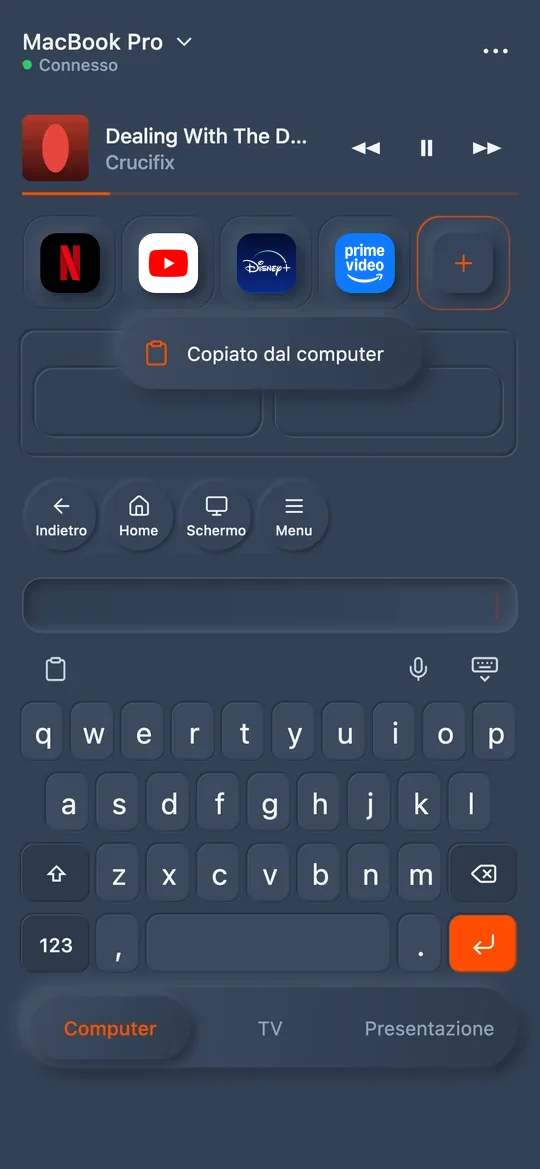 MacBook Pro
Connesso
Dealing With The D...
Crucifix
N
Disney+
prime
video
+
Copiato dal computer
Indietro
Home
Schermo
Menu
q w e r t y u i o p
a s d f g h j k l
z x c v b n m
123 , .
Computer
TV
Presentazione